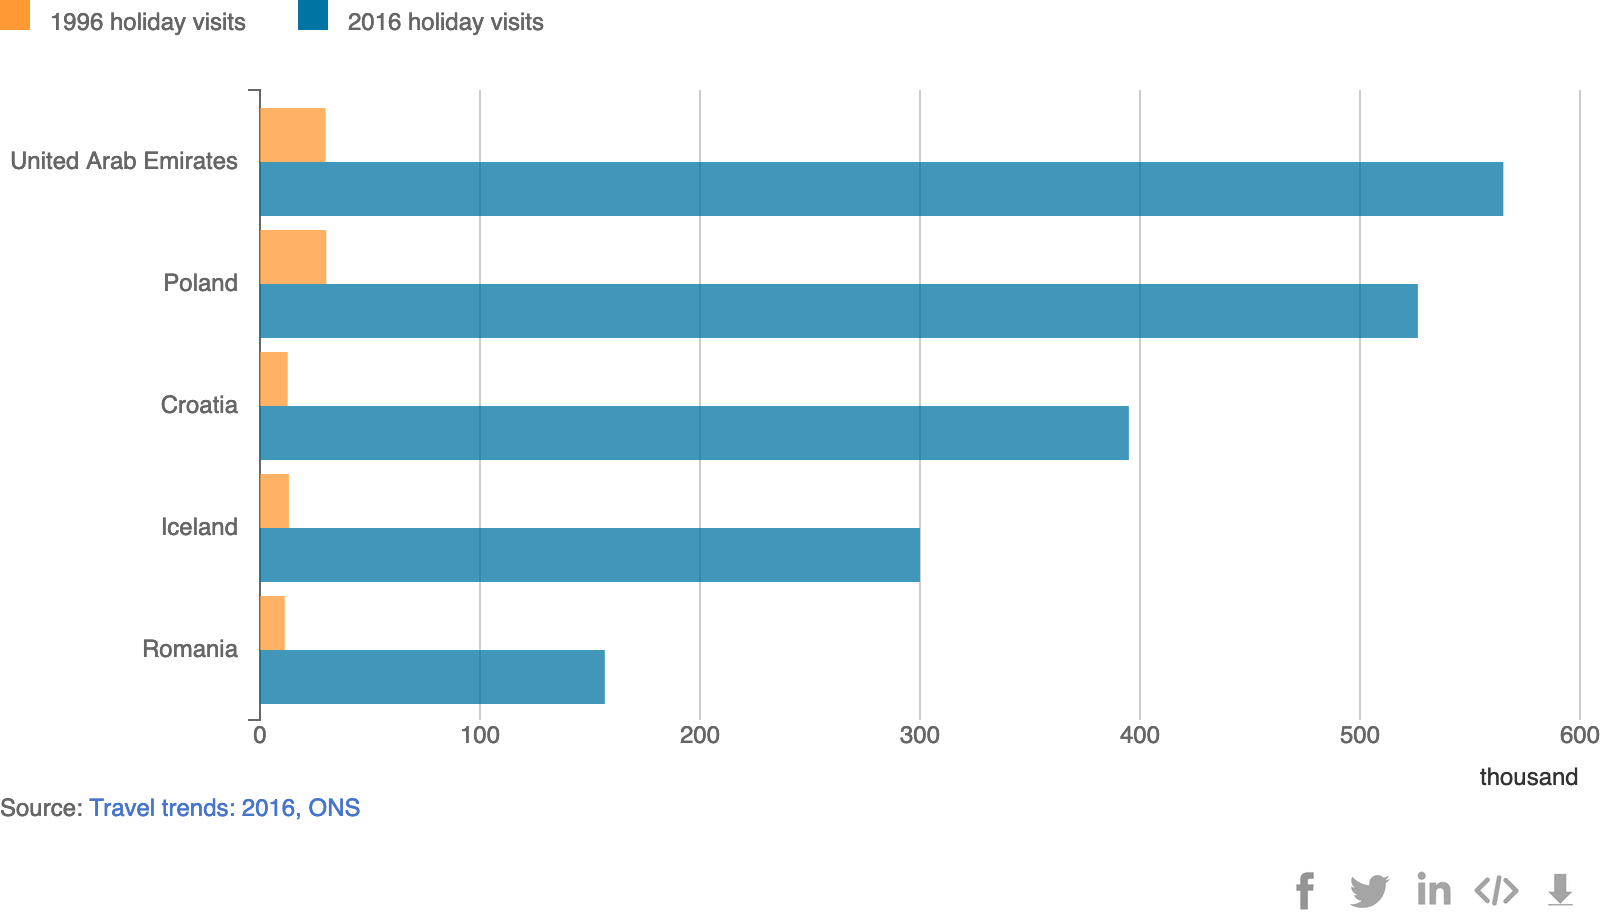 1996 holiday visits 2016 holiday visits
United Arab Emirates
Poland
Croatia
Iceland
Romania
0 100 200 300 400 500 600
thousand
Source: Travel trends: 2016, ONS